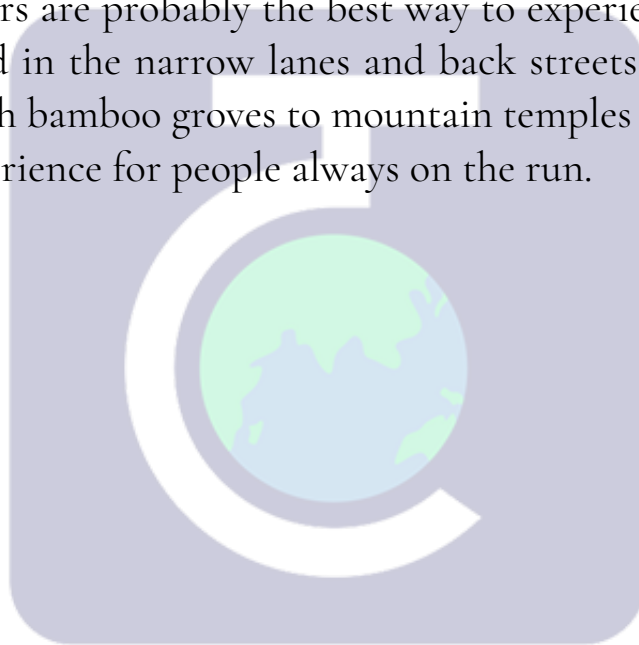 rs are probably the best way to experie
d in the narrow lanes and back streets
h bamboo groves to mountain temples
rience for people always on the run.